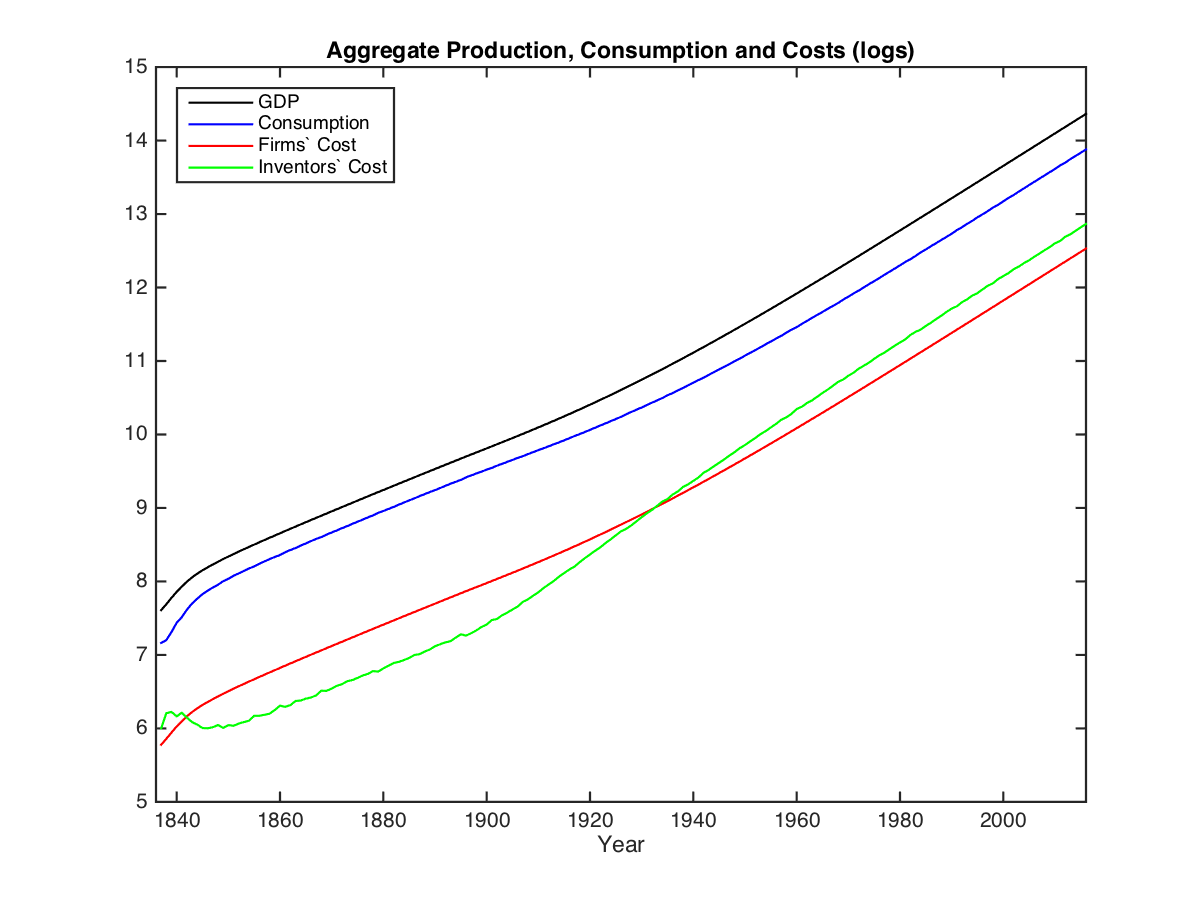 Aggregate Production, Consumption and Costs (logs)
15
14
13
12
11
10
9
8
7
6
5
GDP
Consumption
Firms` Cost
Inventors` Cost
1840 1860 1880 1900 1920 1940 1960 1980 2000
Year